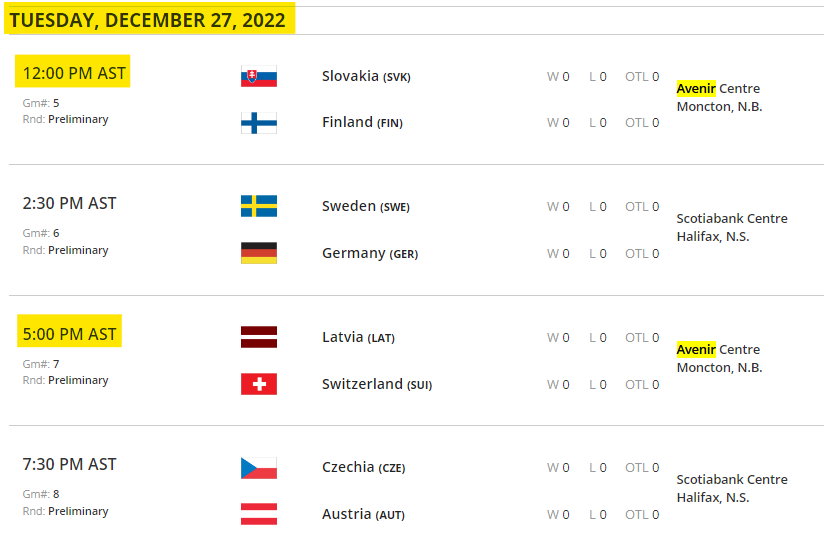 TUESDAY, DECEMBER 27, 2022
12:00 PM AST
Gm#: 5
Rnd: Preliminary
Slovakia (SVK) W 0 L 0 OTL 0
Finland (FIN) W 0 L 0 OTL 0
Avenir Centre
Moncton, N.B.
2:30 PM AST
Gm#: 6
Rnd: Preliminary
Sweden (SWE) W 0 L 0 OTL 0
Germany (GER) W 0 L 0 OTL 0
Scotiabank Centre
Halifax, N.S.
5:00 PM AST
Gm#: 7
Rnd: Preliminary
Latvia (LAT) W 0 L 0 OTL 0
Switzerland (SUI) W 0 L 0 OTL 0
Avenir Centre
Moncton, N.B.
7:30 PM AST
Gm#: 8
Rnd: Preliminary
Czechia (CZE) W 0 L 0 OTL 0
Austria (AUT) W 0 L 0 OTL 0
Scotiabank Centre
Halifax, N.S.